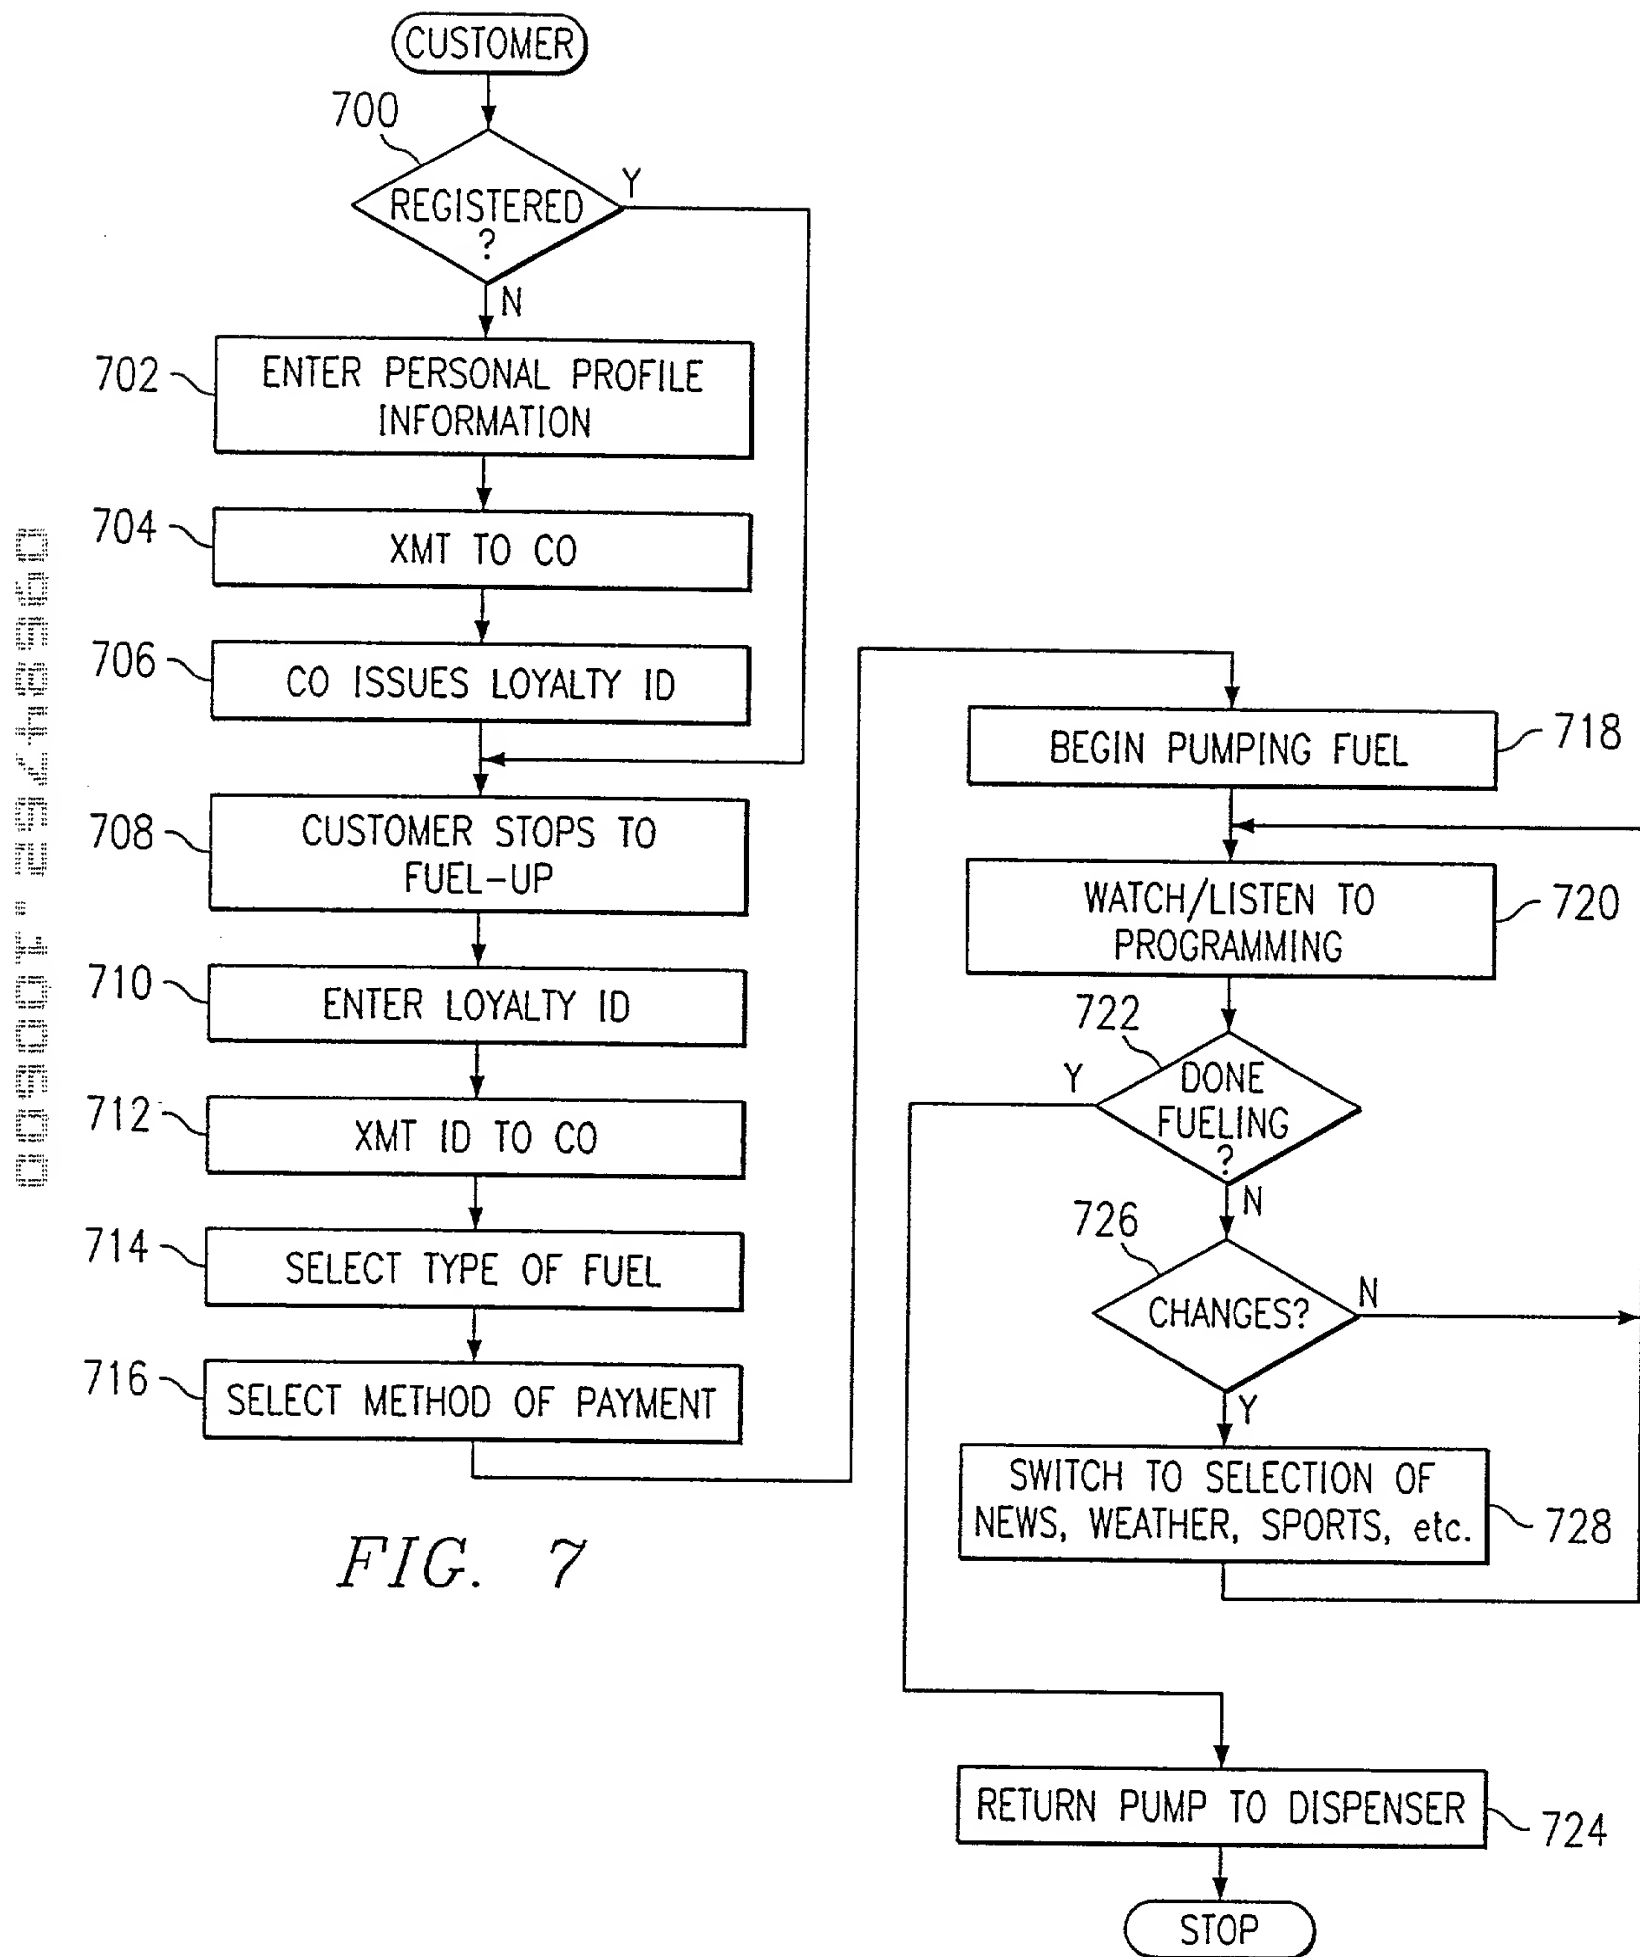 CUSTOMER
700
REGISTERED
?
Y
N
702
ENTER PERSONAL PROFILE
INFORMATION
704
XMT TO CO
706
CO ISSUES LOYALTY ID
708
CUSTOMER STOPS TO
FUEL-UP
710
ENTER LOYALTY ID
712
XMT ID TO CO
714
SELECT TYPE OF FUEL
716
SELECT METHOD OF PAYMENT
FIG. 7
BEGIN PUMPING FUEL
718
WATCH/LISTEN TO
PROGRAMMING
720
722
DONE
FUELING
?
Y
N
726
CHANGES?
N
Y
SWITCH TO SELECTION OF
NEWS, WEATHER, SPORTS, etc.
728
RETURN PUMP TO DISPENSER
724
STOP